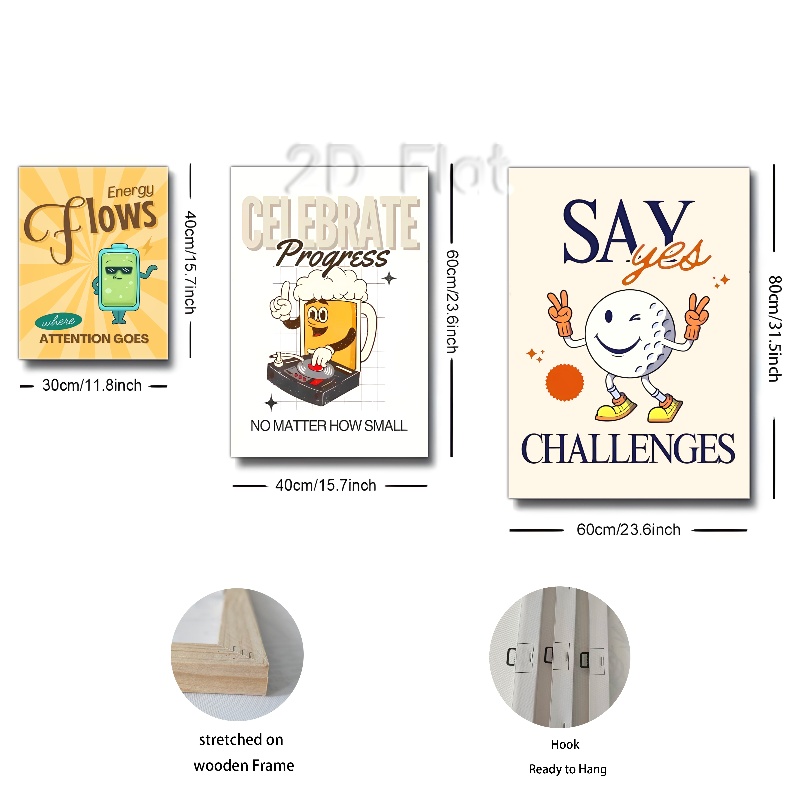 2D Flat
Energy
Flows
where
ATTENTION GOES
40cm/15.7inch
30cm/11.8inch
CELEBRATE
Progress
NO MATTER HOW SMALL
60cm/23.6inch
40cm/15.7inch
SAY
yes
CHALLENGES
80cm/31.5inch
60cm/23.6inch
stretched on
wooden Frame
Hook
Ready to Hang